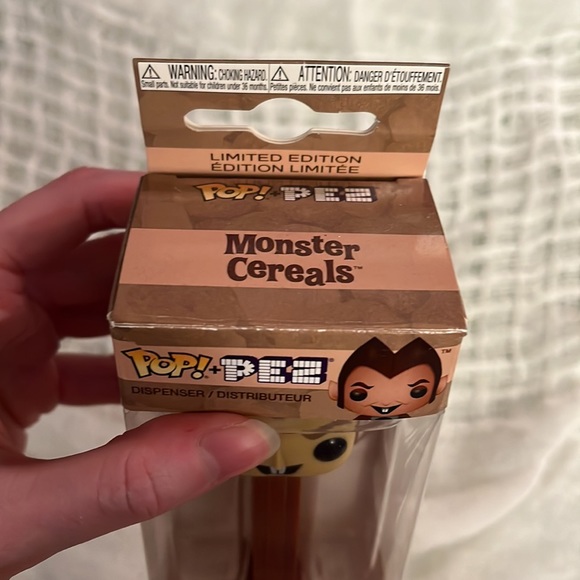 WARNING: CHOKING HAZARD.
Small parts. Not suitable for children under 36 months.
ATTENTION: DANGER D'ÉTOUFFEMENT.
Petites pièces. Ne convient pas aux enfants de moins de 36 mois.
LIMITED EDITION
ÉDITION LIMITÉE
POP! + PEZ
Monster
Cereals™
POP! + PEZ®
DISPENSER / DISTRIBUTEUR
™